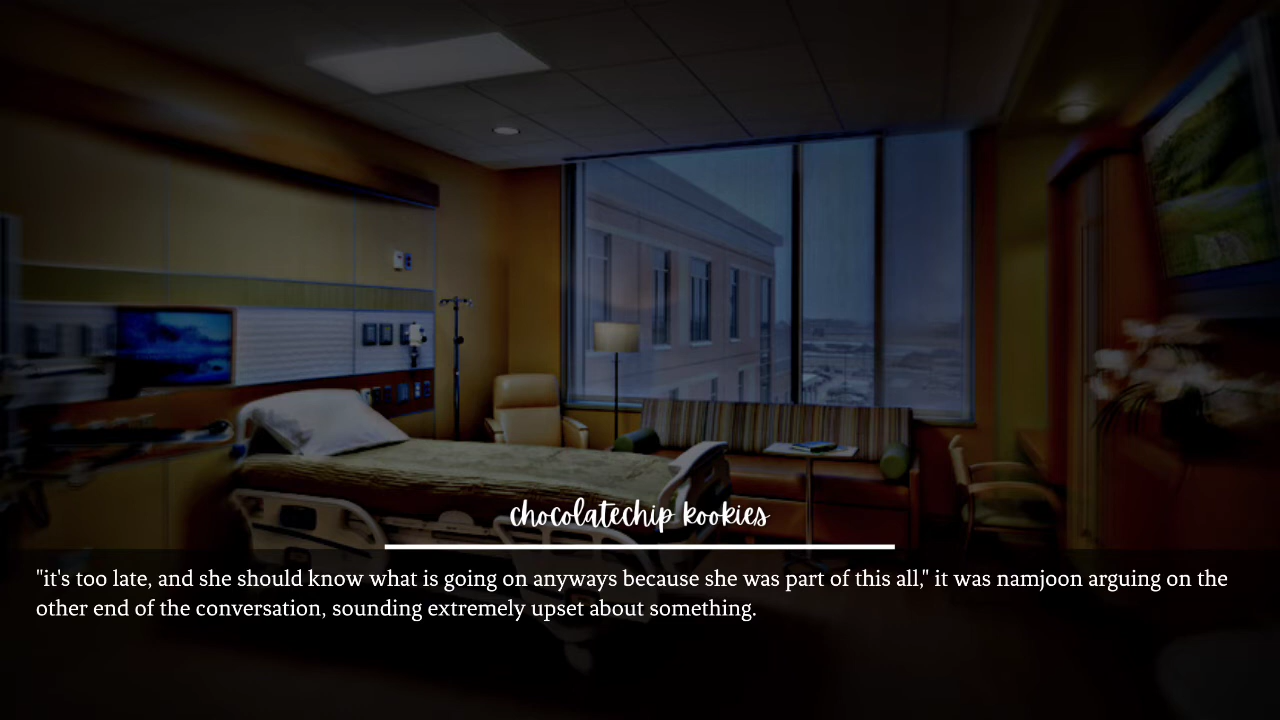 chocolatechip kookies
"it's too late, and she should know what is going on anyways because she was part of this all," it was namjoon arguing on the
other end of the conversation, sounding extremely upset about something.